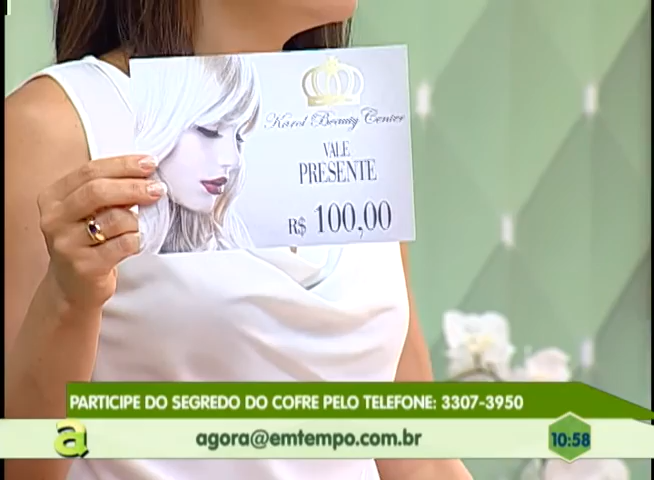 Karol Beauty Center
VALE
PRESENTE
R$ 100,00
PARTICIPE DO SEGREDO DO COFRE PELO TELEFONE: 3307-3950
a agora@emtempo.com.br 10:58